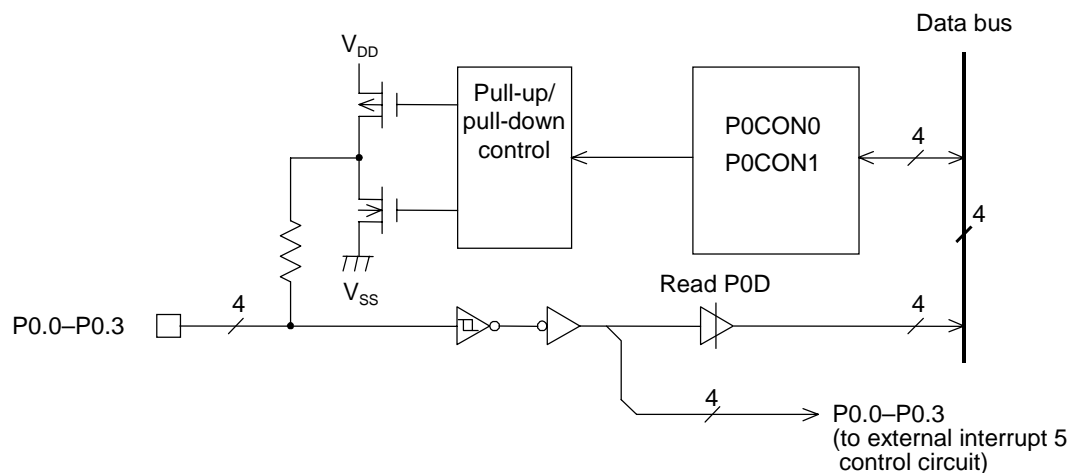 Data bus
VDD
Pull-up/
pull-down
control
P0CON0
P0CON1
4
4
VSS
Read P0D
P0.0–P0.3
4
4
4
P0.0–P0.3
(to external interrupt 5
control circuit)